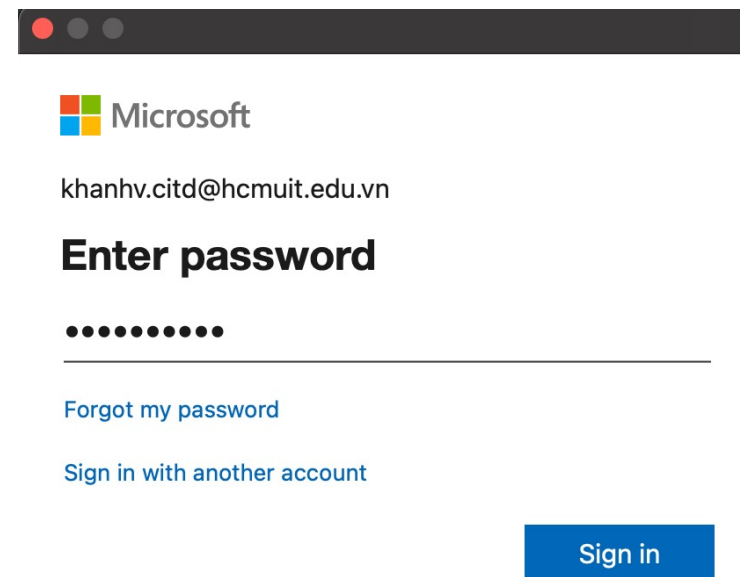 Microsoft
khanhv.citd@hcmuit.edu.vn
Enter password
••••••••••
Forgot my password
Sign in with another account
Sign in